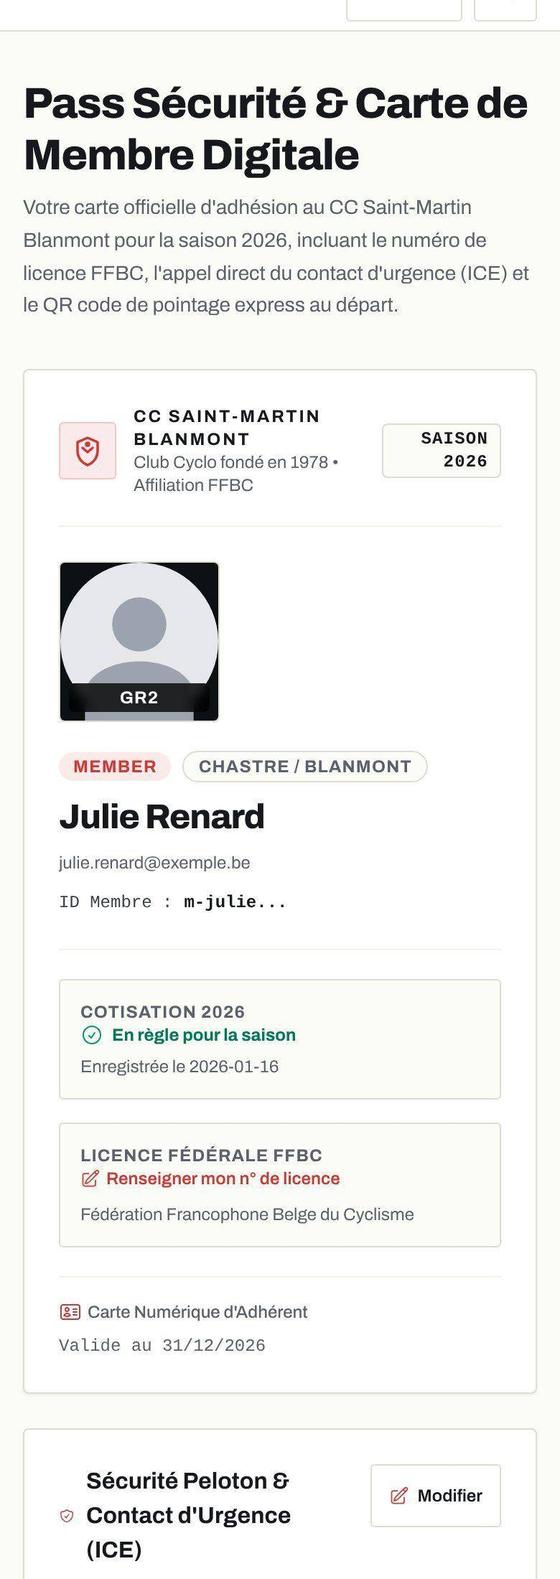 Pass Sécurité & Carte de
Membre Digitale
Votre carte officielle d'adhésion au CC Saint-Martin
Blanmont pour la saison 2026, incluant le numéro de
licence FFBC, l'appel direct du contact d'urgence (ICE) et
le QR code de pointage express au départ.
CC SAINT-MARTIN
BLANMONT
Club Cyclo fondé en 1978 •
Affiliation FFBC
SAISON
2026
GR2
MEMBER
CHASTRE / BLANMONT
Julie Renard
julie.renard@exemple.be
ID Membre : m-julie...
COTISATION 2026
En règle pour la saison
Enregistrée le 2026-01-16
LICENCE FÉDÉRALE FFBC
Renseigner mon n° de licence
Fédération Francophone Belge du Cyclisme
Carte Numérique d'Adhérent
Valide au 31/12/2026
Sécurité Peloton &
Contact d'Urgence
(ICE)
Modifier